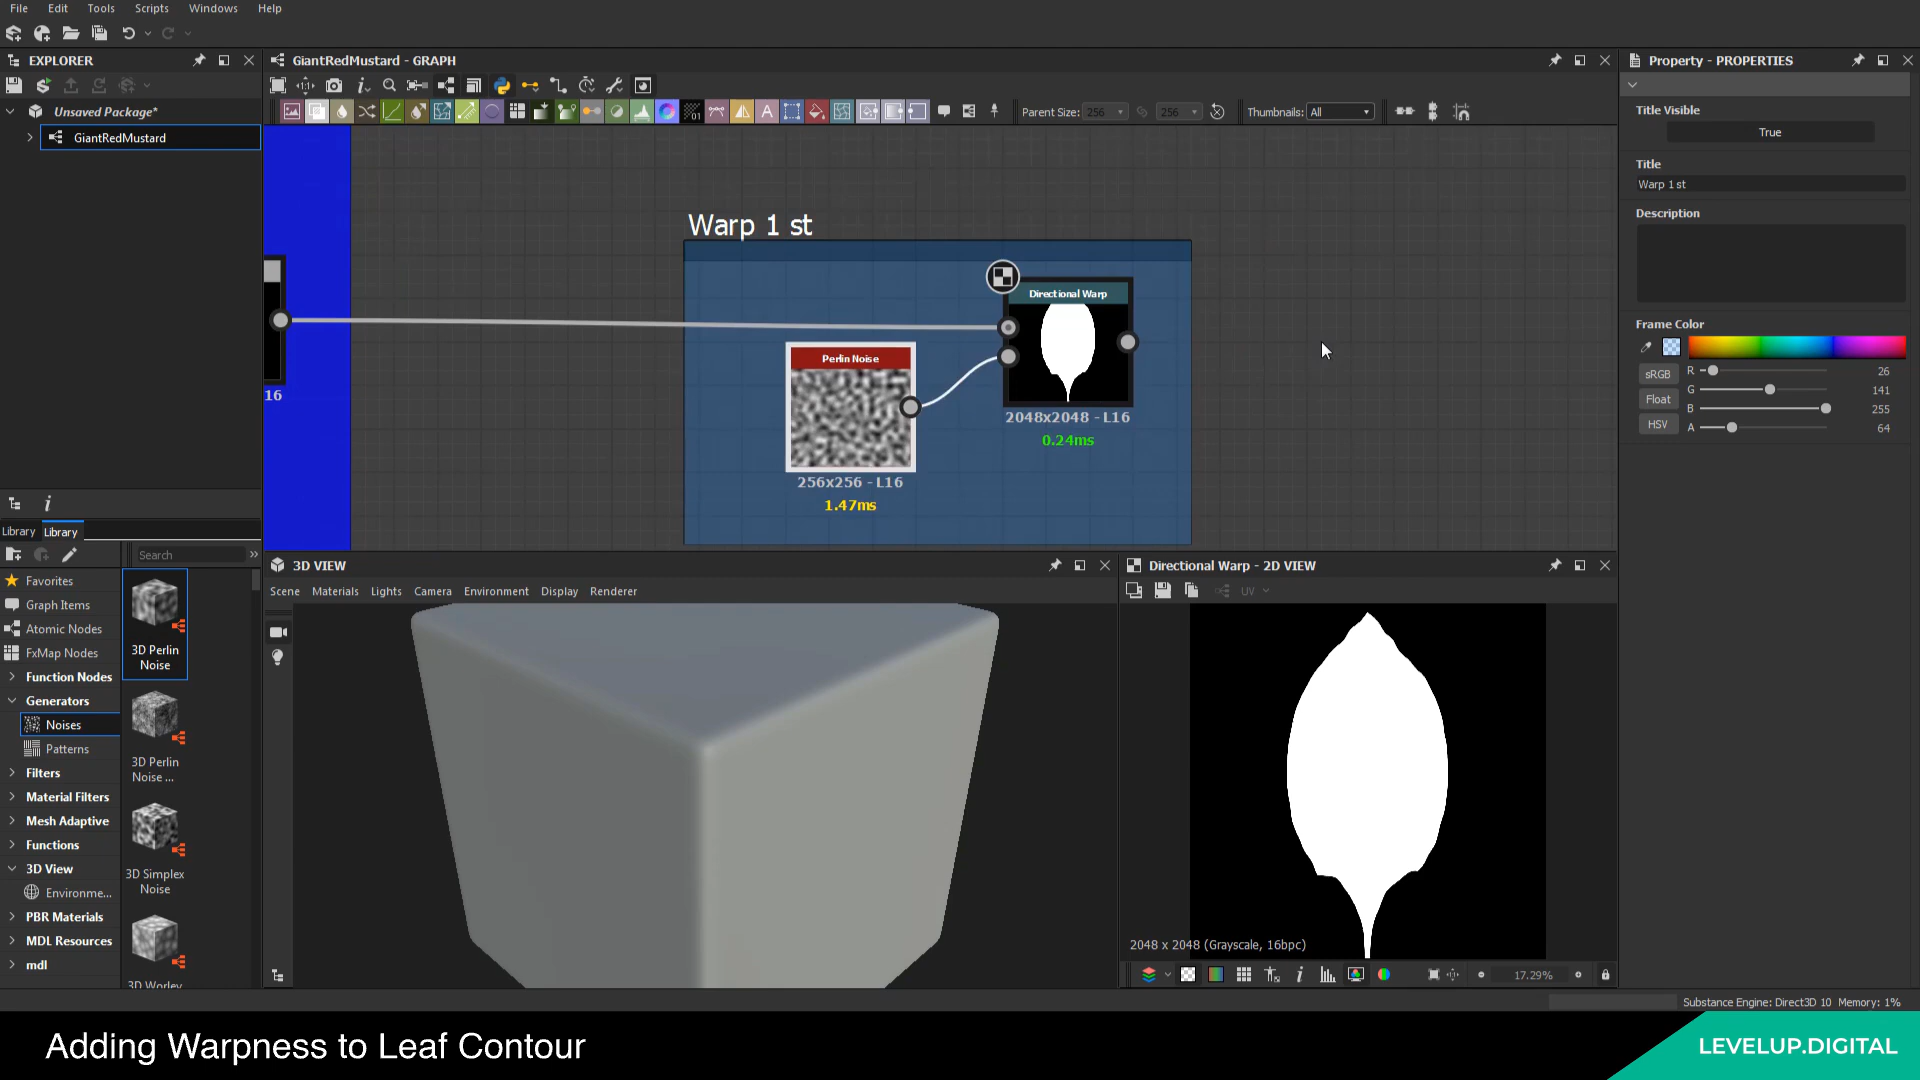 File Edit Tools Scripts Windows Help
EXPLORER
GiantRedMustard - GRAPH
Property - PROPERTIES
Unsaved Package*
GiantRedMustard
Parent Size: 256 256
Thumbnails: All
Title Visible
True
Title
Warp 1 st
Description
Frame Color
sRGB
Float
HSV
R 26
G 141
B 255
A 64
Warp 1 st
Directional Warp
2048x2048 - L16
0.24ms
Perlin Noise
256x256 - L16
1.47ms
16
Library Library
Search
Favorites
Graph Items
Atomic Nodes
FxMap Nodes
Function Nodes
Generators
Noises
Patterns
Filters
Material Filters
Mesh Adaptive
Functions
3D View
Environme...
PBR Materials
MDL Resources
mdl
3D Perlin
Noise
3D Perlin
Noise ...
3D Simplex
Noise
3D Worley
3D VIEW
Scene Materials Lights Camera Environment Display Renderer
Directional Warp - 2D VIEW
UV
2048 x 2048 (Grayscale, 16bpc)
17.29%
Substance Engine: Direct3D 10 Memory: 1%
Adding Warpness to Leaf Contour
LEVELUP.DIGITAL